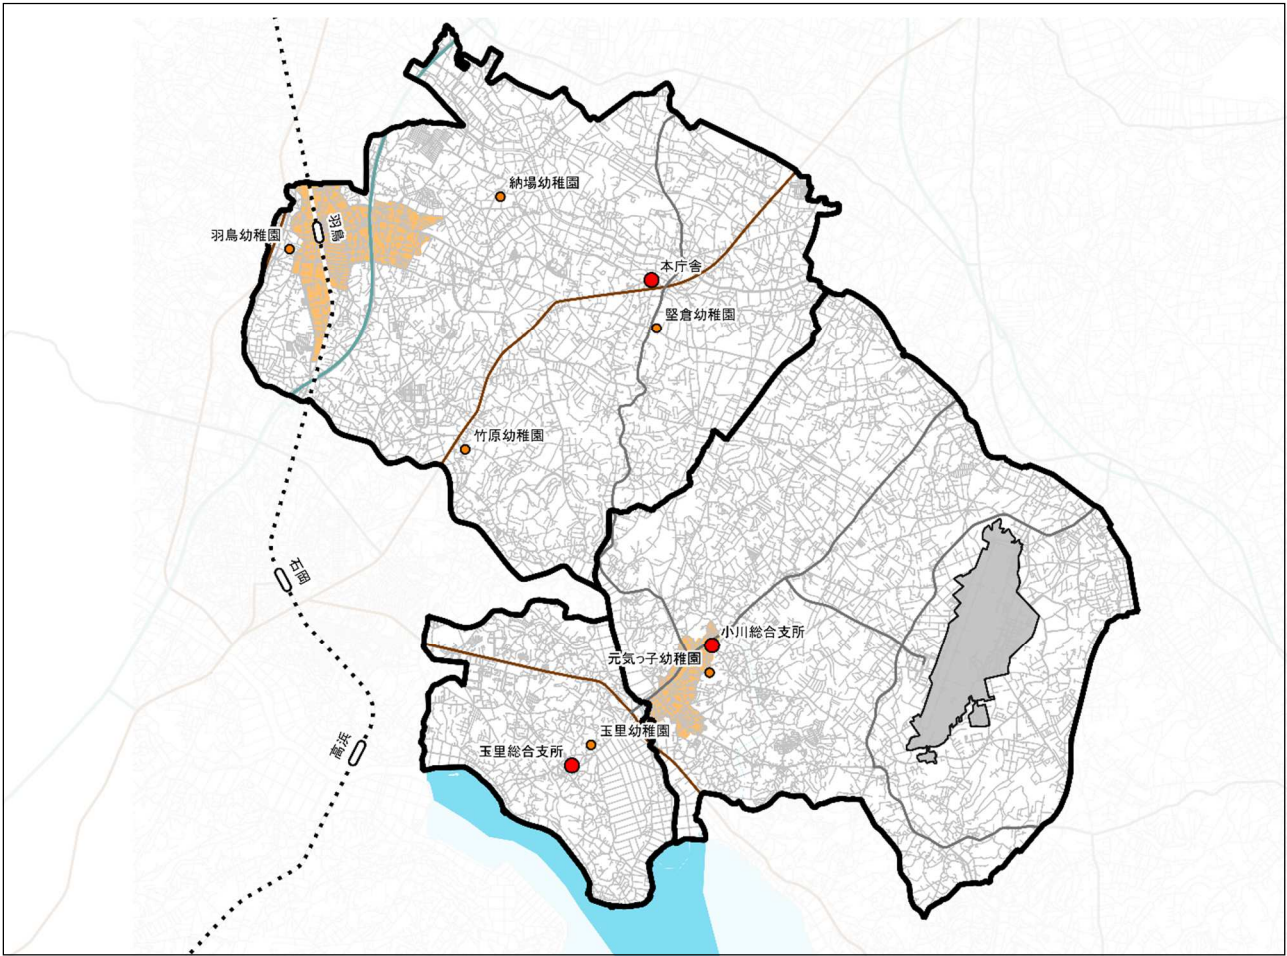 納場幼稚園
羽鳥
羽鳥幼稚園
本庁舎
堅倉幼稚園
竹原幼稚園
石岡
小川総合支所
元気っ子幼稚園
玉里幼稚園
高浜
玉里総合支所